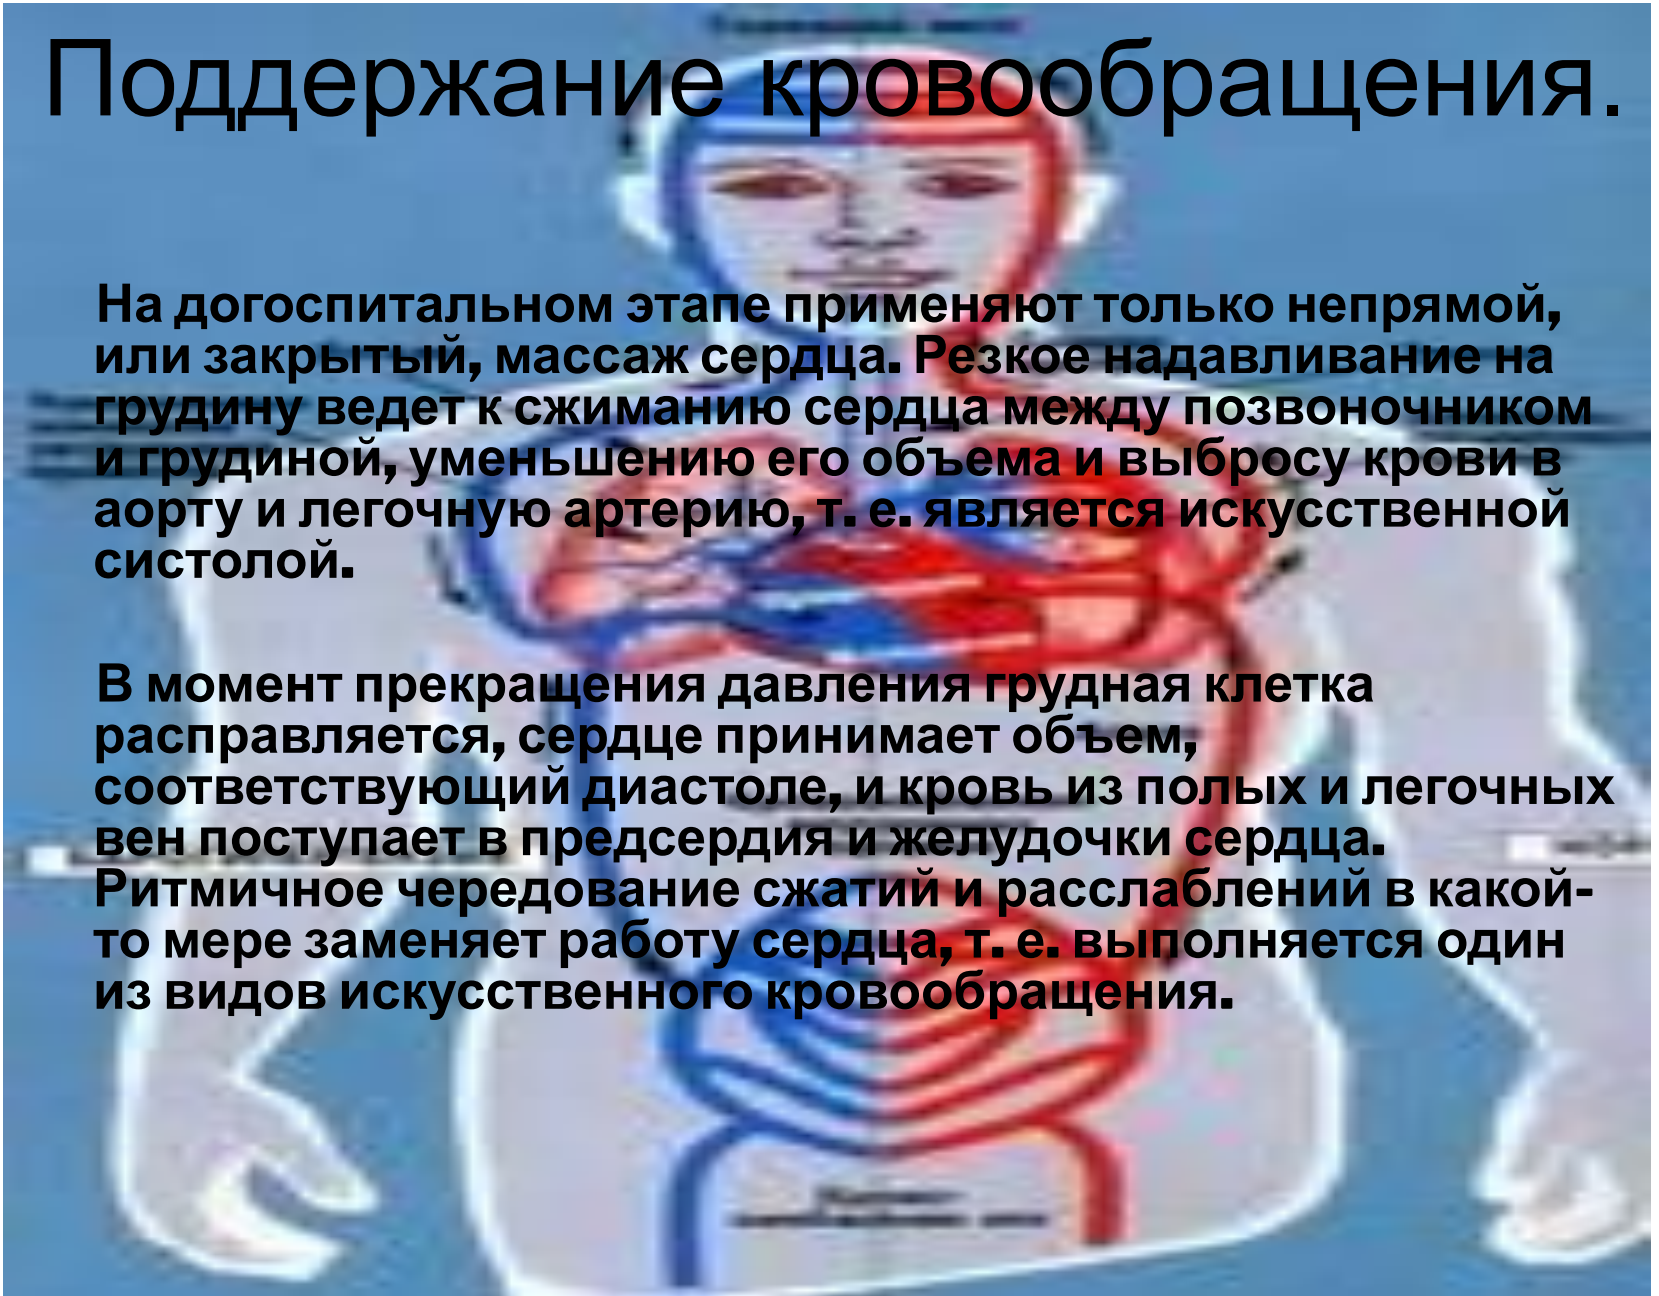 Поддержание кровообращения.
На догоспитальном этапе применяют только непрямой,
или закрытый, массаж сердца. Резкое надавливание на
грудину ведет к сжиманию сердца между позвоночником
и грудиной, уменьшению его объема и выбросу крови в
аорту и легочную артерию, т. е. является искусственной
систолой.
В момент прекращения давления грудная клетка
расправляется, сердце принимает объем,
соответствующий диастоле, и кровь из полых и легочных
вен поступает в предсердия и желудочки сердца.
Ритмичное чередование сжатий и расслаблений в какой-
то мере заменяет работу сердца, т. е. выполняется один
из видов искусственного кровообращения.